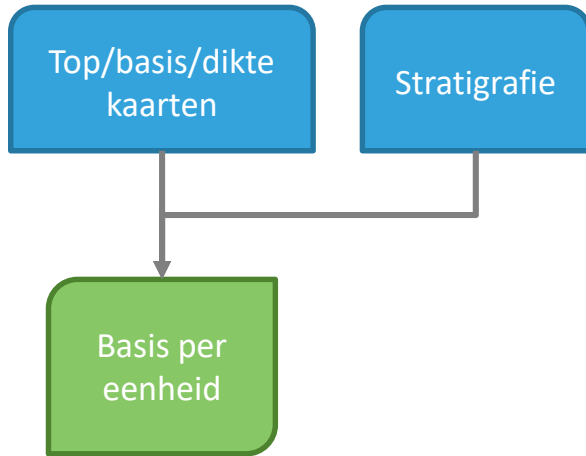 Top/basis/dikte
kaarten
Stratigrafie
Basis per
eenheid